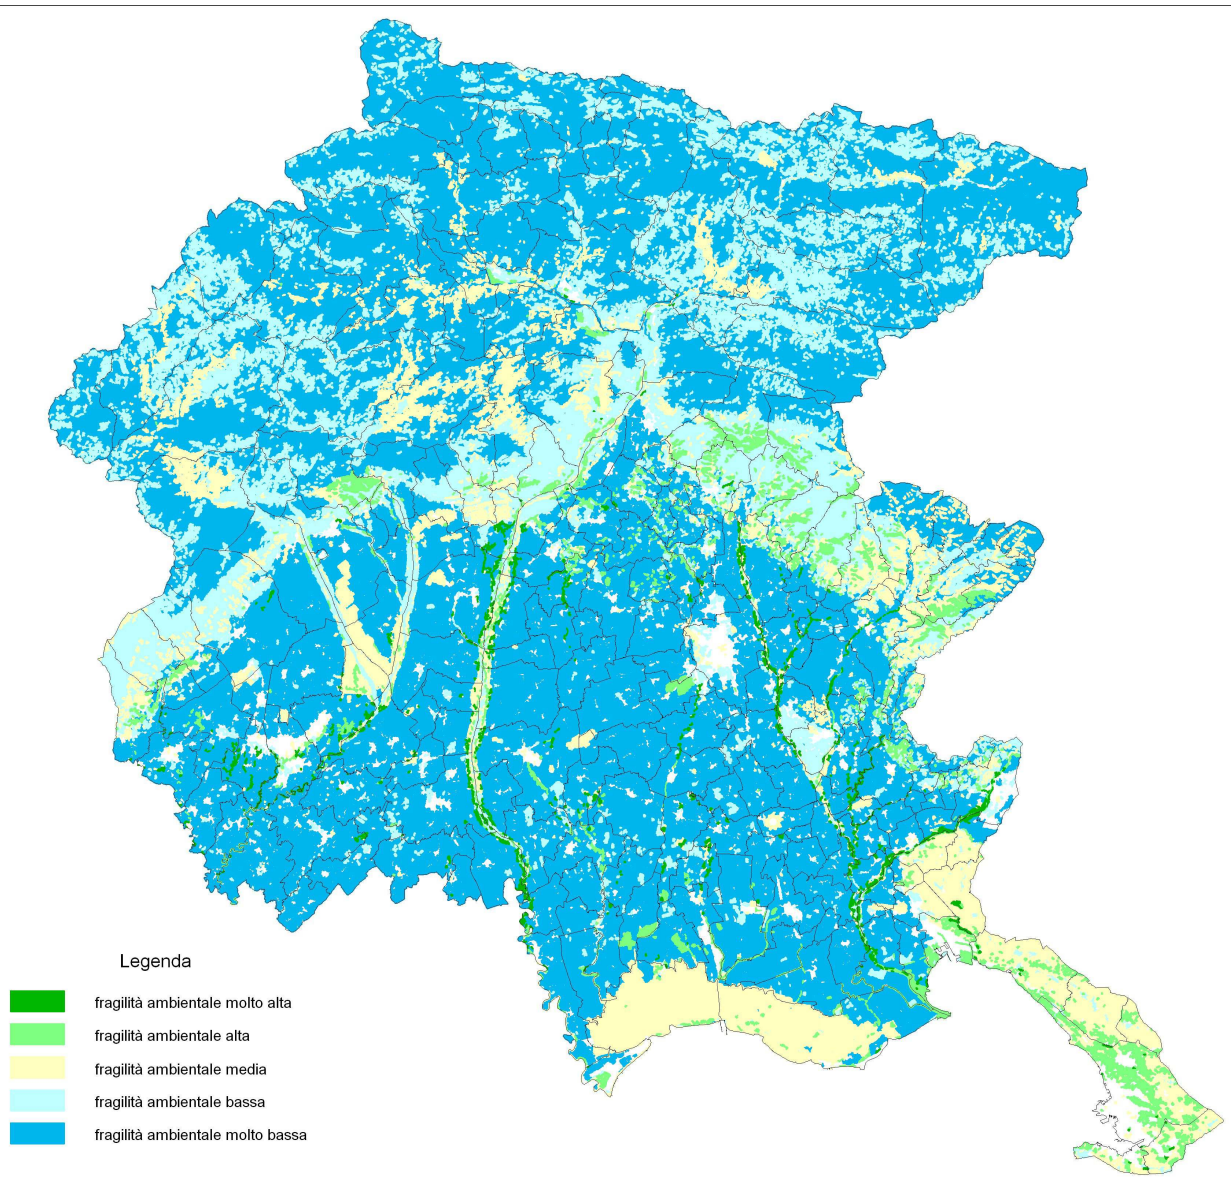 Legenda
fragilità ambientale molto alta
fragilità ambientale alta
fragilità ambientale media
fragilità ambientale bassa
fragilità ambientale molto bassa